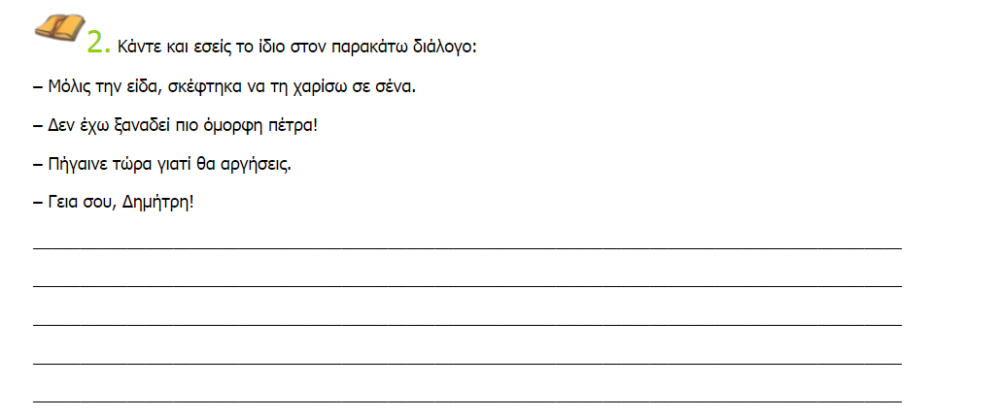 2. Κάντε και εσείς το ίδιο στον παρακάτω διάλογο:
– Μόλις την είδα, σκέφτηκα να τη χαρίσω σε σένα.
– Δεν έχω ξαναδεί πιο όμορφη πέτρα!
– Πήγαινε τώρα γιατί θα αργήσεις.
– Γεια σου, Δημήτρη!